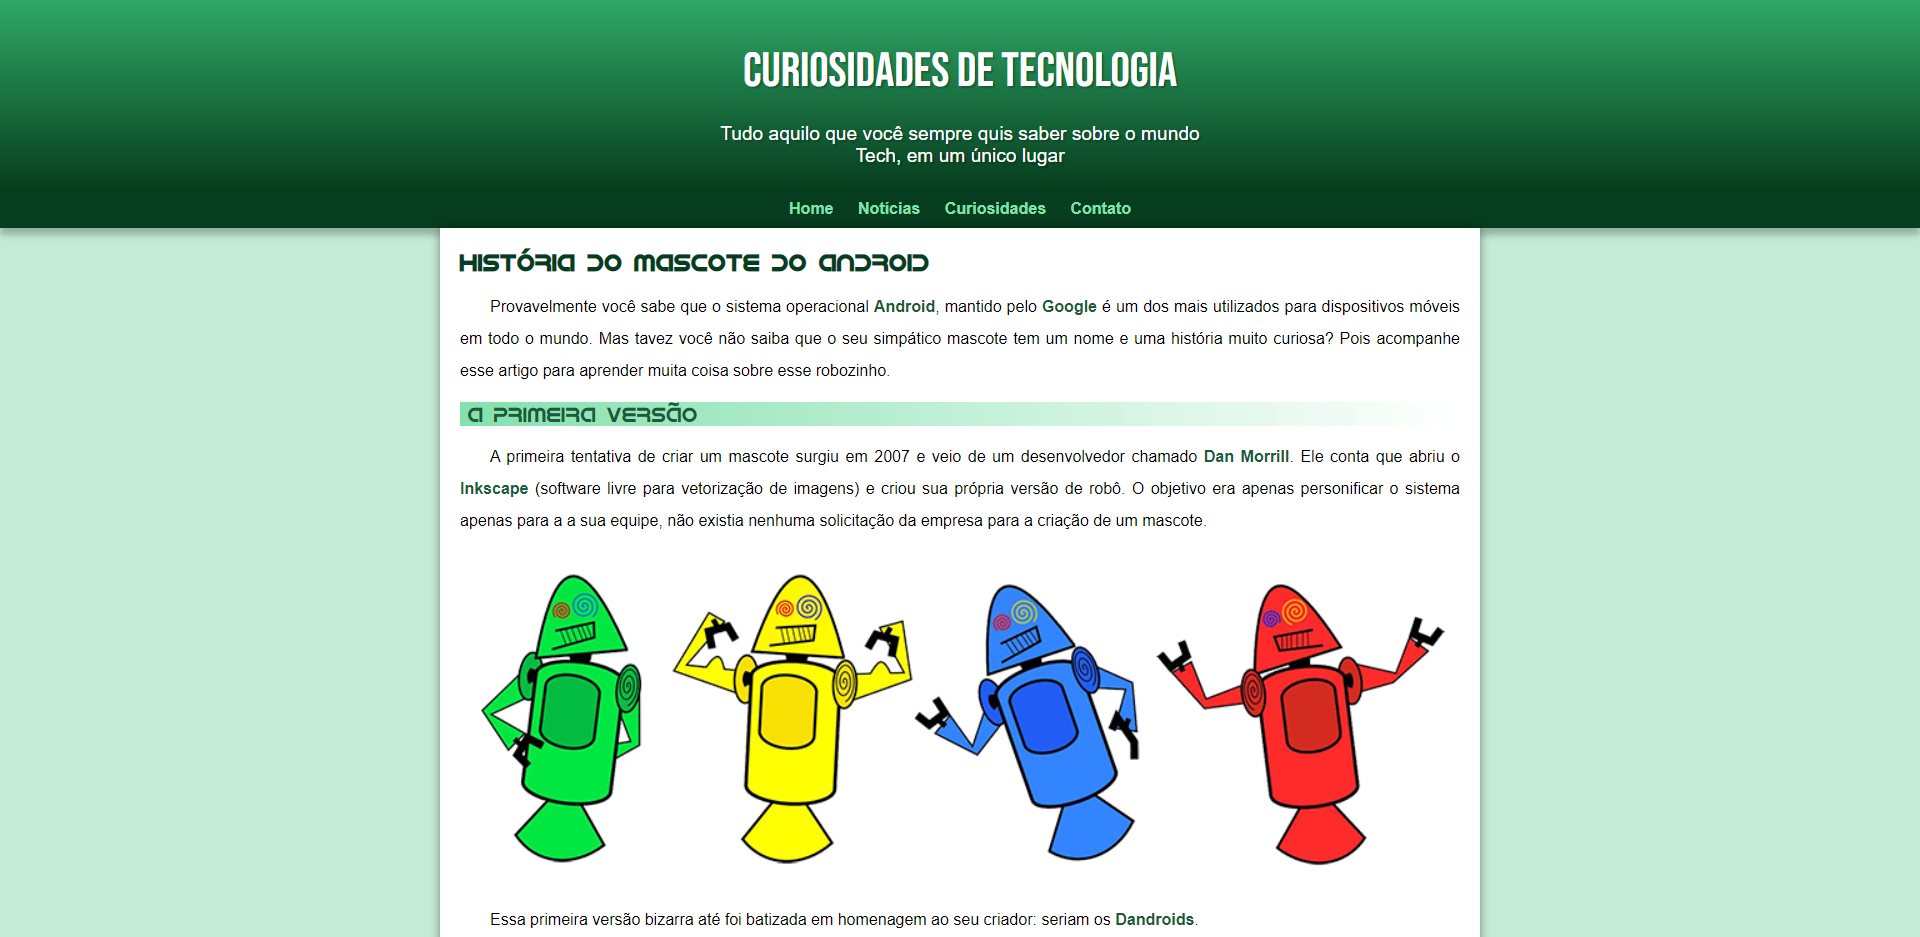 CURIOSIDADES DE TECNOLOGIA
Tudo aquilo que você sempre quis saber sobre o mundo
Tech, em um único lugar
Home Notícias Curiosidades Contato
HISTÓRIA DO MASCOTE DO ANDROID
Provavelmente você sabe que o sistema operacional Android, mantido pelo Google é um dos mais utilizados para dispositivos móveis
em todo o mundo. Mas tavez você não saiba que o seu simpático mascote tem um nome e uma história muito curiosa? Pois acompanhe
esse artigo para aprender muita coisa sobre esse robozinho.
A PRIMEIRA VERSÃO
A primeira tentativa de criar um mascote surgiu em 2007 e veio de um desenvolvedor chamado Dan Morrill. Ele conta que abriu o
Inkscape (software livre para vetorização de imagens) e criou sua própria versão de robô. O objetivo era apenas personificar o sistema
apenas para a a sua equipe, não existia nenhuma solicitação da empresa para a criação de um mascote.
Essa primeira versão bizarra até foi batizada em homenagem ao seu criador: seriam os Dandroids.